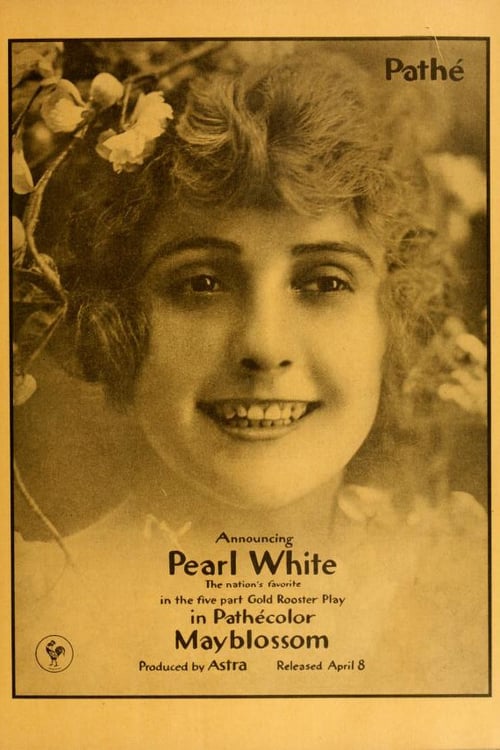 Pathé
Announcing
Pearl White
The nation's favorite
in the five part Gold Rooster Play
in Pathécolor
Mayblossom
Produced by Astra Released April 8